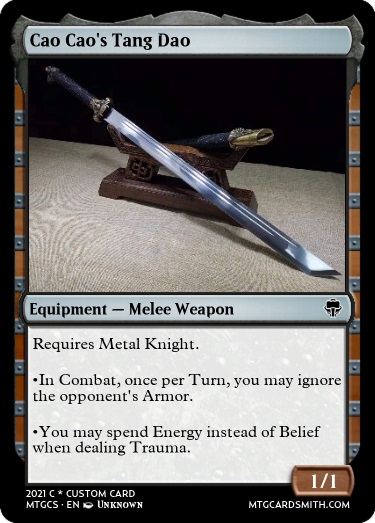 Cao Cao's Tang Dao
Equipment — Melee Weapon
Requires Metal Knight.
•In Combat, once per Turn, you may ignore
the opponent's Armor.
•You may spend Energy instead of Belief
when dealing Trauma.
1/1
2021 C * CUSTOM CARD
MTGCS · EN Unknown
MTGCARDSMITH.COM